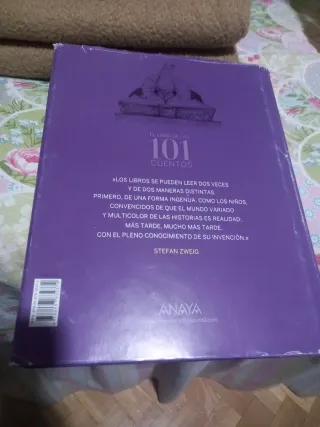 EL LIBRO DE LOS
101
CUENTOS
«LOS LIBROS SE PUEDEN LEER DOS VECES
Y DE DOS MANERAS DISTINTAS.
PRIMERO, DE UNA FORMA INGENUA, COMO LOS NIÑOS,
CONVENCIDOS DE QUE EL MUNDO VARIADO
Y MULTICOLOR DE LAS HISTORIAS ES REALIDAD.
MÁS TARDE, MUCHO MÁS TARDE,
CON EL PLENO CONOCIMIENTO DE SU INVENCIÓN.»
STEFAN ZWEIG
ANAYA